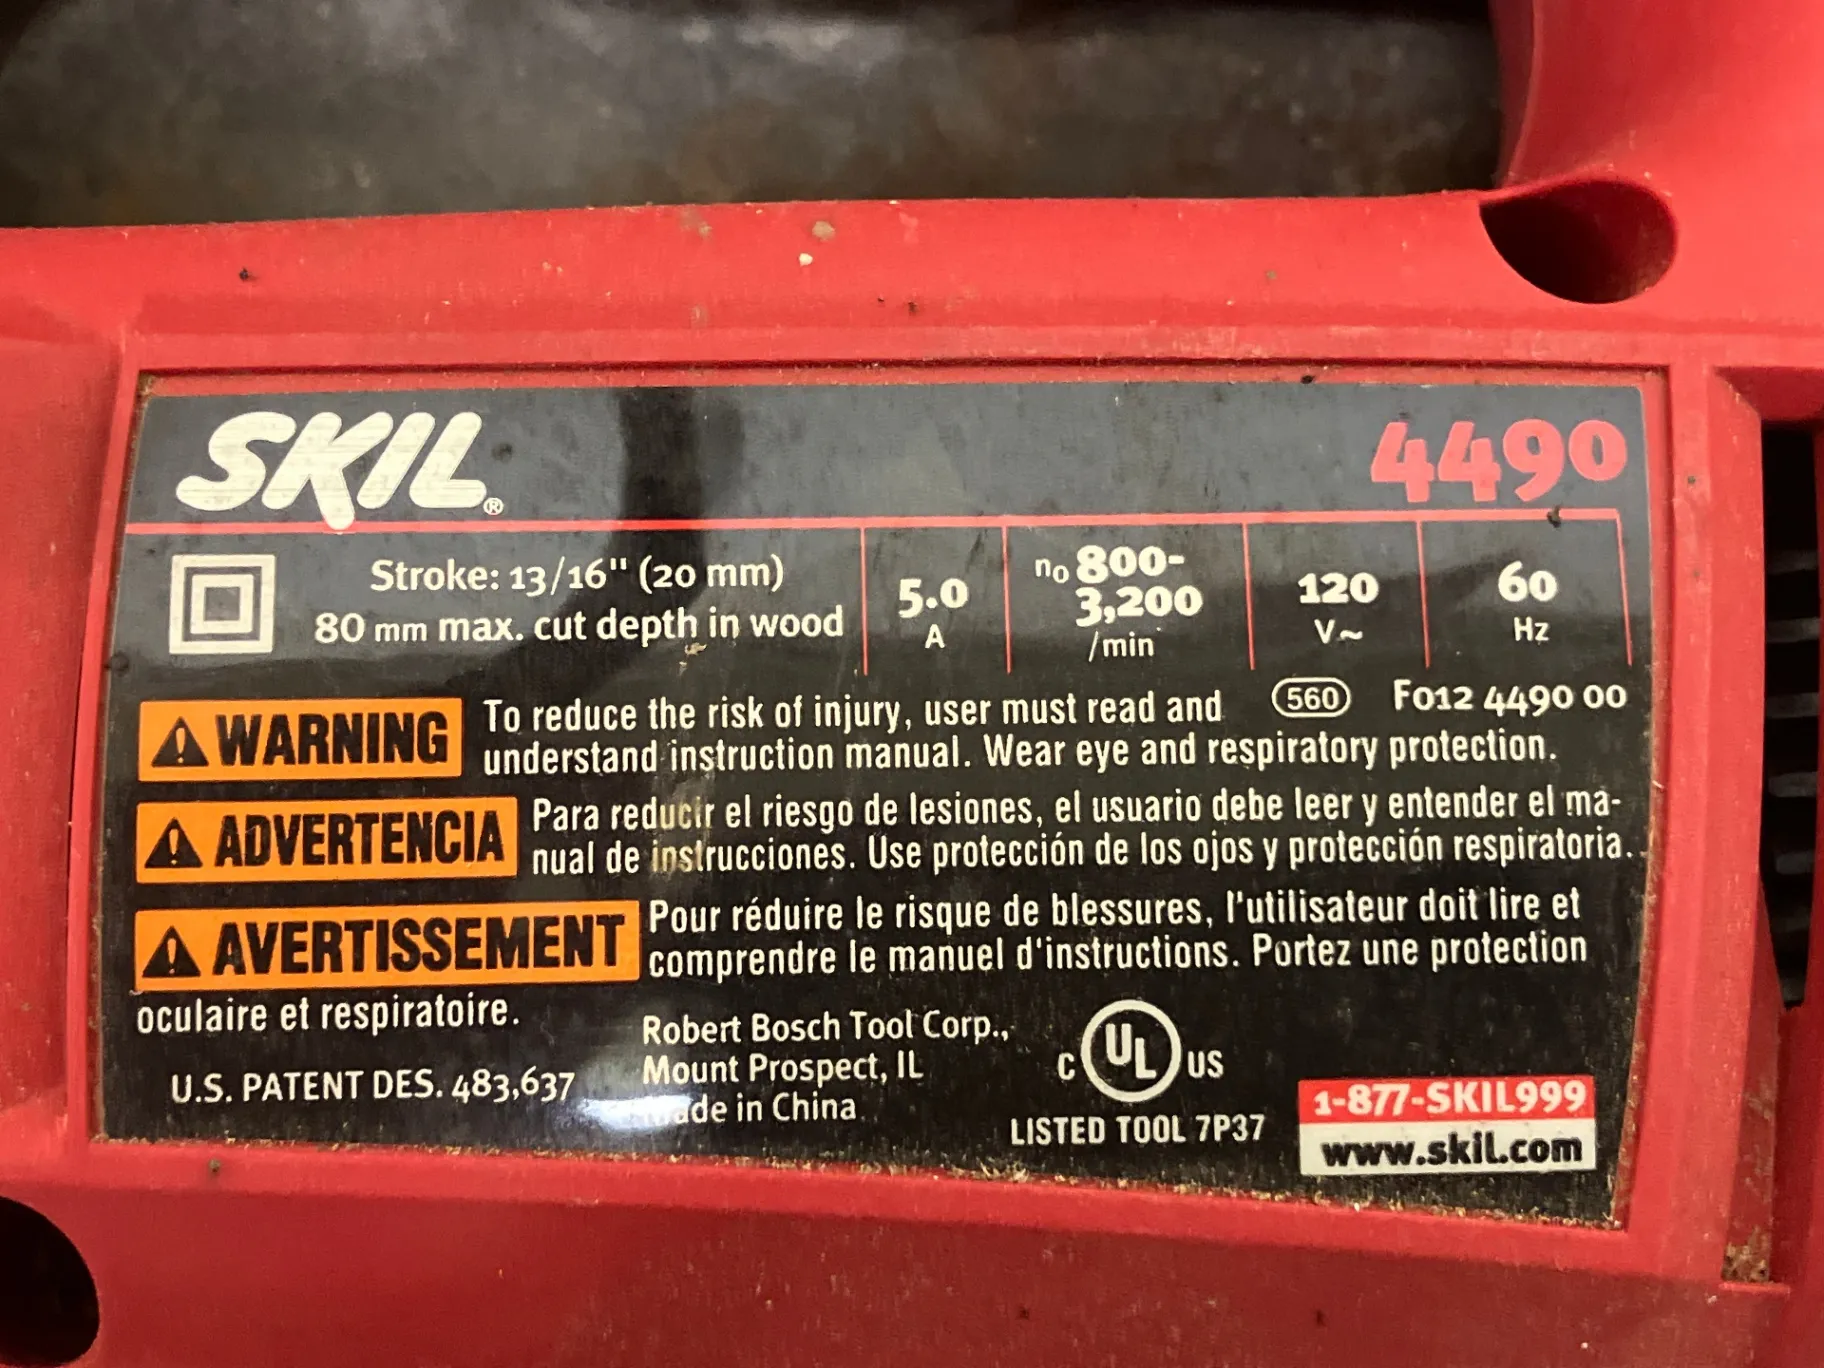 SKIL®
4490
Stroke: 13/16" (20 mm)
80 mm max. cut depth in wood
5.0
A
no 800-
3,200
/min
120
V~
60
Hz
WARNING
To reduce the risk of injury, user must read and
understand instruction manual. Wear eye and respiratory protection.
560
F012 4490 00
ADVERTENCIA
Para reducir el riesgo de lesiones, el usuario debe leer y entender el ma-
nual de instrucciones. Use protección de los ojos y protección respiratoria.
AVERTISSEMENT
Pour réduire le risque de blessures, l'utilisateur doit lire et
comprendre le manuel d'instructions. Portez une protection
oculaire et respiratoire.
U.S. PATENT DES. 483,637
Robert Bosch Tool Corp.,
Mount Prospect, IL
Made in China
C UL US
LISTED TOOL 7P37
1-877-SKIL999
www.skil.com